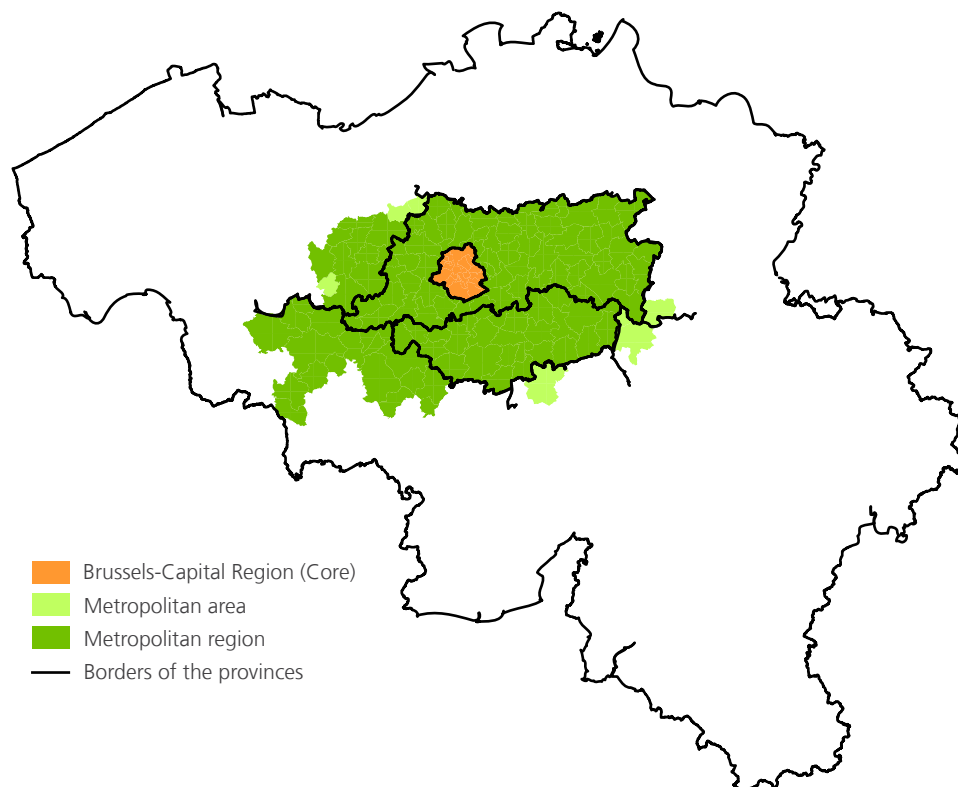 Brussels-Capital Region (Core)
Metropolitan area
Metropolitan region
Borders of the provinces